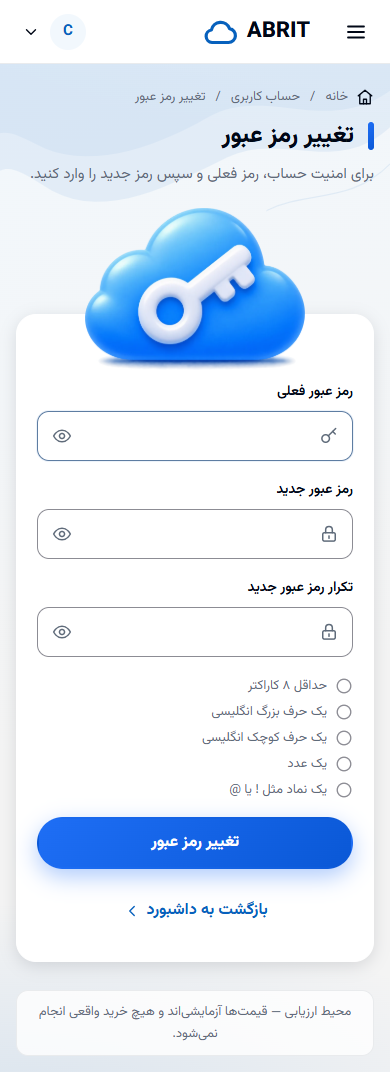 ABRIT
C
خانه / حساب کاربری / تغییر رمز عبور
تغییر رمز عبور
برای امنیت حساب، رمز فعلی و سپس رمز جدید را وارد کنید.
رمز عبور فعلی
رمز عبور جدید
تکرار رمز عبور جدید
حداقل ۸ کاراکتر
یک حرف بزرگ انگلیسی
یک حرف کوچک انگلیسی
یک عدد
یک نماد مثل ! یا @
تغییر رمز عبور
بازگشت به داشبورد
محیط ارزیابی — قیمت‌ها آزمایشی‌اند و هیچ خرید واقعی انجام
نمی‌شود.